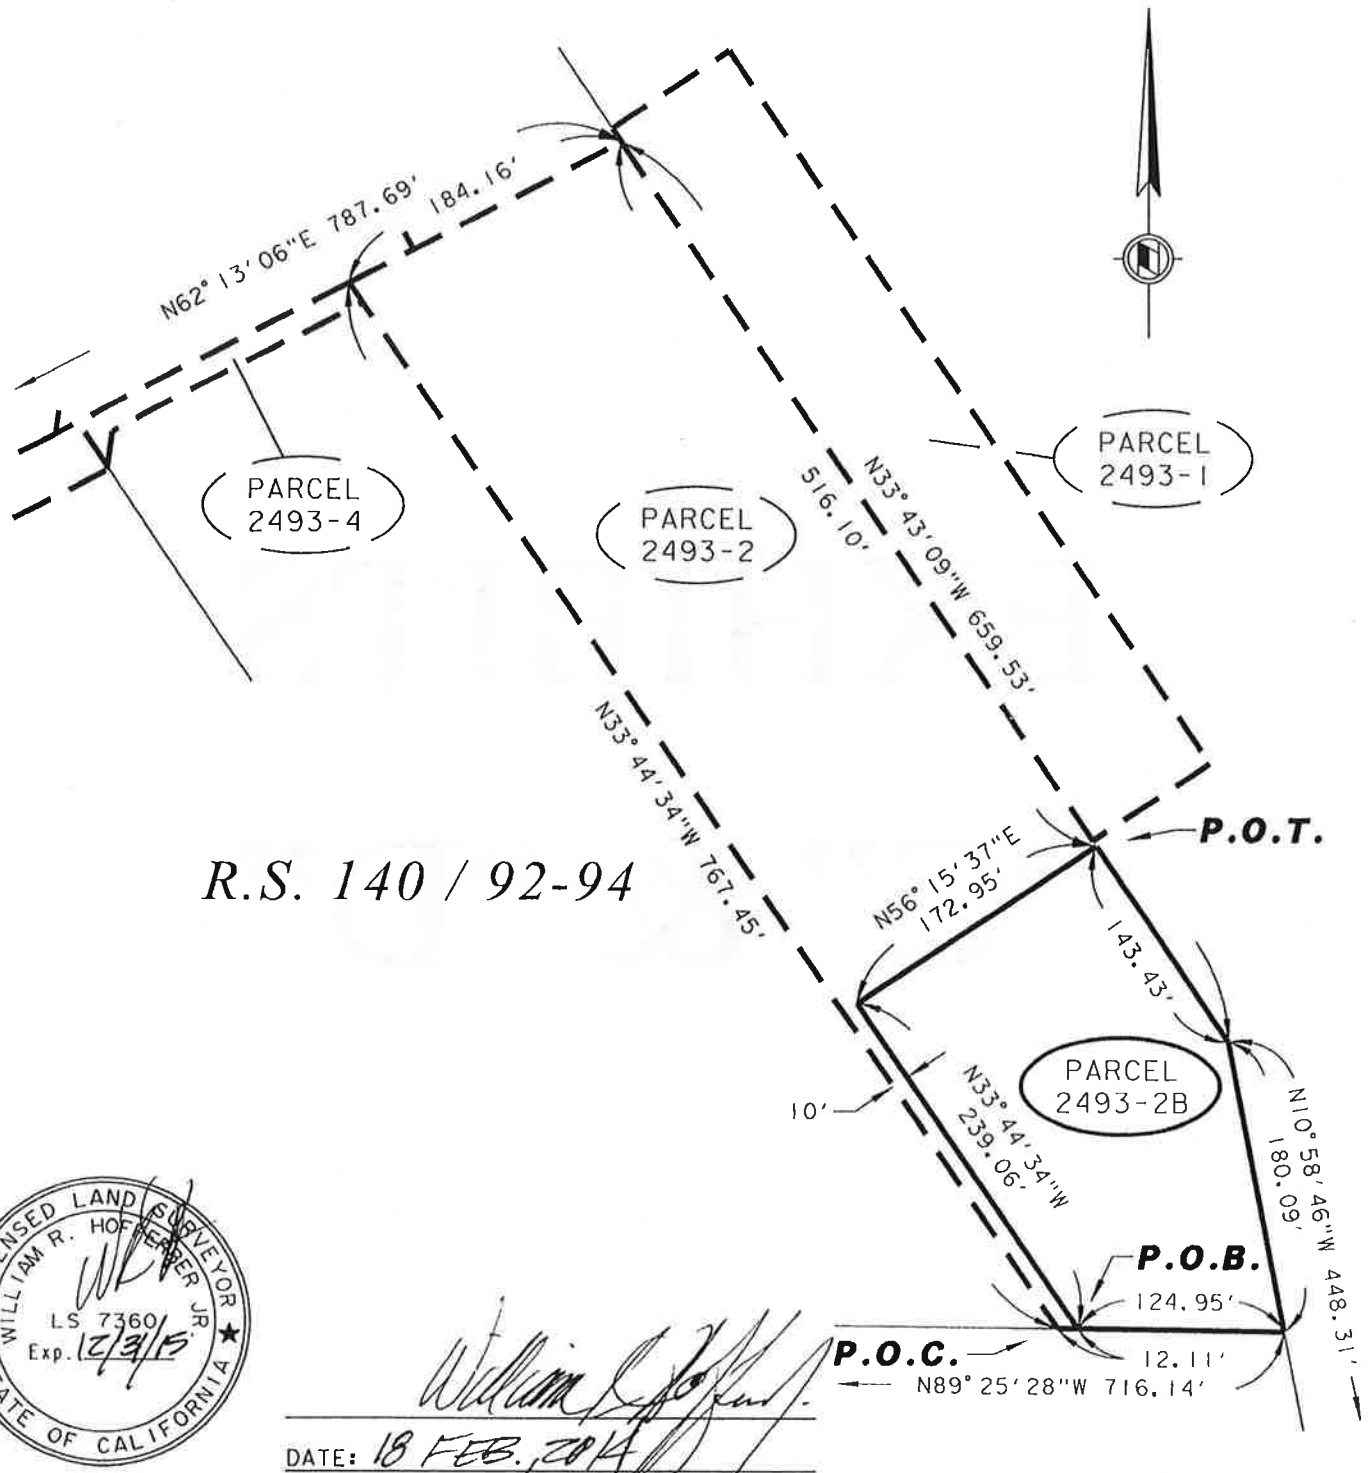 N62° 13' 06"E 787.69'
184.16'
PARCEL
2493-1
PARCEL
2493-4
PARCEL
2493-2
N33° 43' 09"W 659.53'
516.10'
N33° 44' 34"W 767.45'
P.O.T.
R.S. 140 / 92-94
N56° 15' 37"E
172.95'
143.43'
PARCEL
2493-2B
10'
N33° 44' 34"W
239.06'
N10° 58' 46"W 448.31'
180.09'
P.O.B.
124.95'
P.O.C.
12.11'
N89° 25' 28"W 716.14'
ENSED LAND SURVEYOR
WILLIAM R. HOFFERBER JR.
LS 7360
Exp. 12/31/15
ATE OF CALIFORNIA
DATE: 18 FEB., 2014